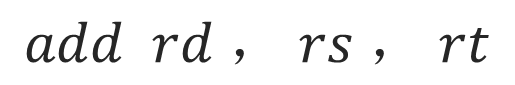 add rd , rs , rt